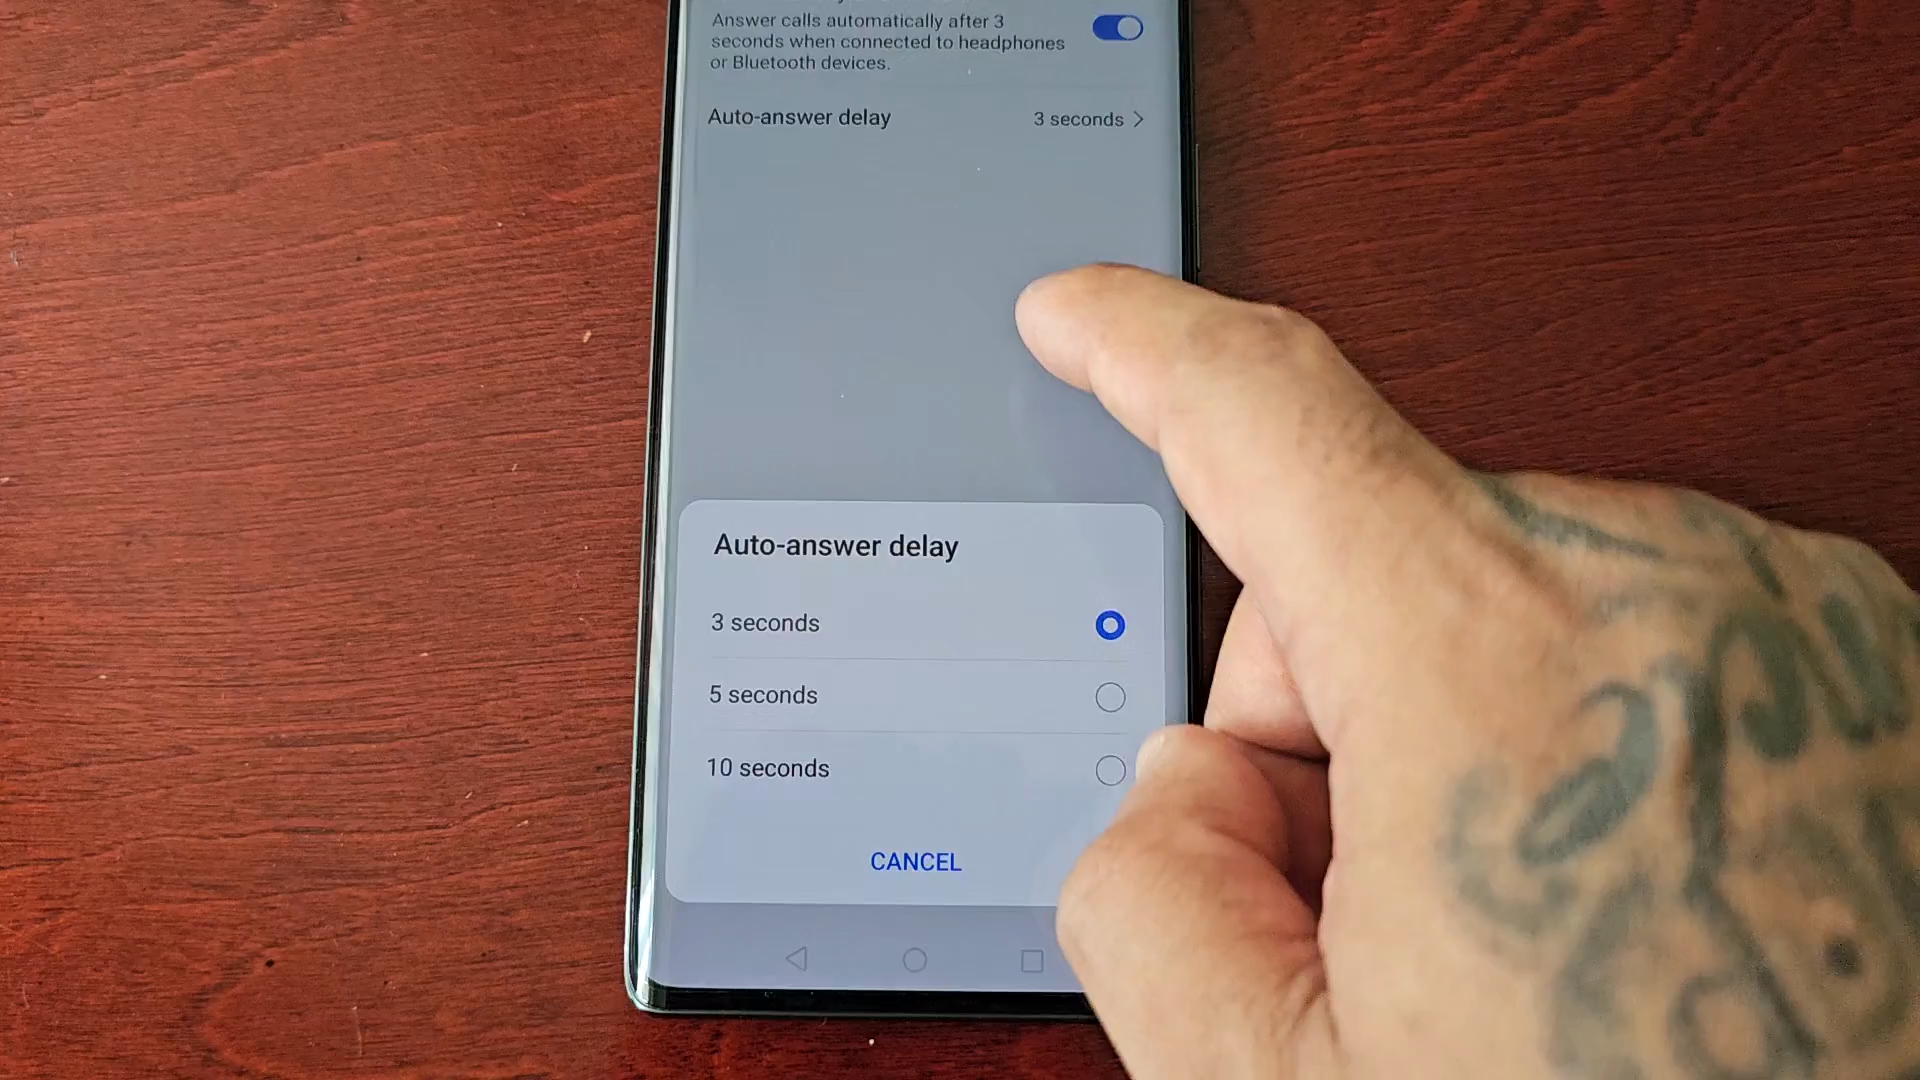 Answer calls automatically after 3
seconds when connected to headphones
or Bluetooth devices.
Auto-answer delay 3 seconds
Auto-answer delay
3 seconds
5 seconds
10 seconds
CANCEL